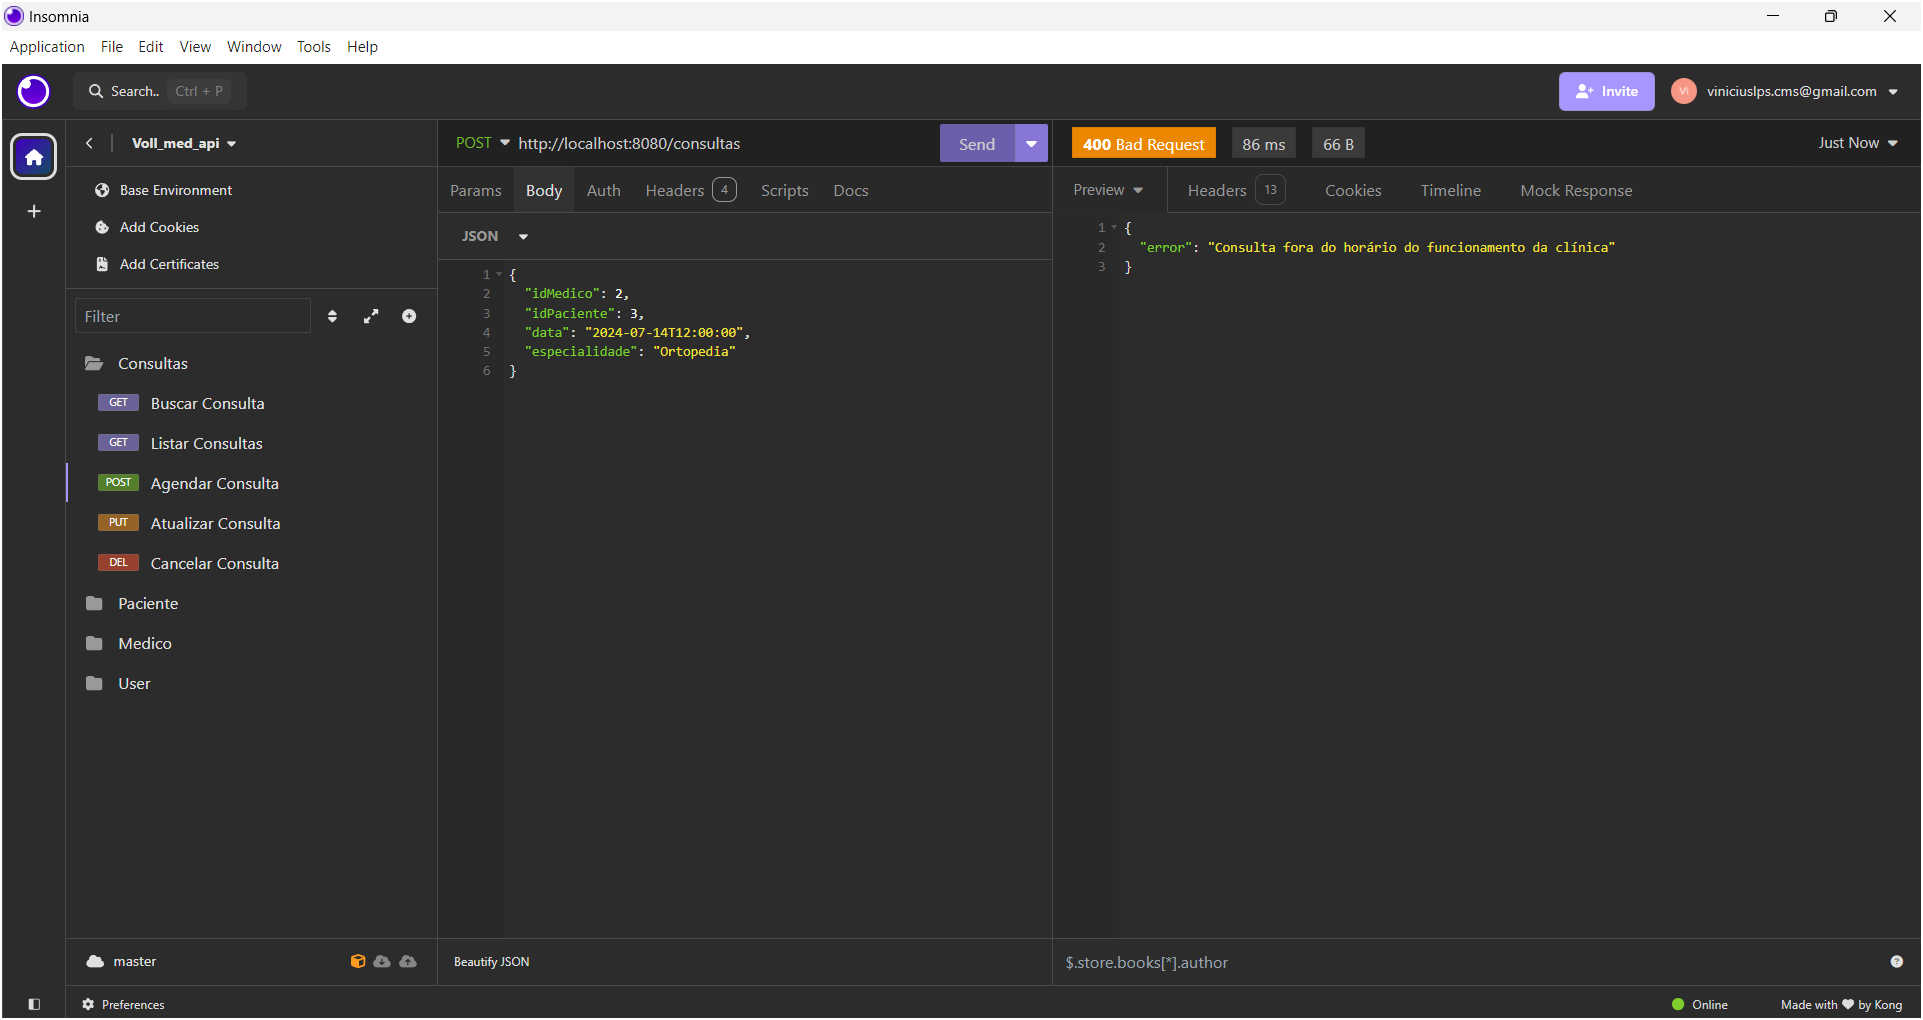 Insomnia
Application File Edit View Window Tools Help
Search.. Ctrl + P
Invite
VI
viniciuslps.cms@gmail.com
Voll_med_api
Base Environment
Add Cookies
Add Certificates
Filter
Consultas
GET Buscar Consulta
GET Listar Consultas
POST Agendar Consulta
PUT Atualizar Consulta
DEL Cancelar Consulta
Paciente
Medico
User
master
Preferences
POST http://localhost:8080/consultas
Send
Params Body Auth Headers 4 Scripts Docs
JSON
1 {
2 "idMedico": 2,
3 "idPaciente": 3,
4 "data": "2024-07-14T12:00:00",
5 "especialidade": "Ortopedia"
6 }
Beautify JSON
400 Bad Request 86 ms 66 B
Just Now
Preview Headers 13 Cookies Timeline Mock Response
1 {
2 "error": "Consulta fora do horário do funcionamento da clínica"
3 }
$.store.books[*].author
?
Online
Made with ♥ by Kong